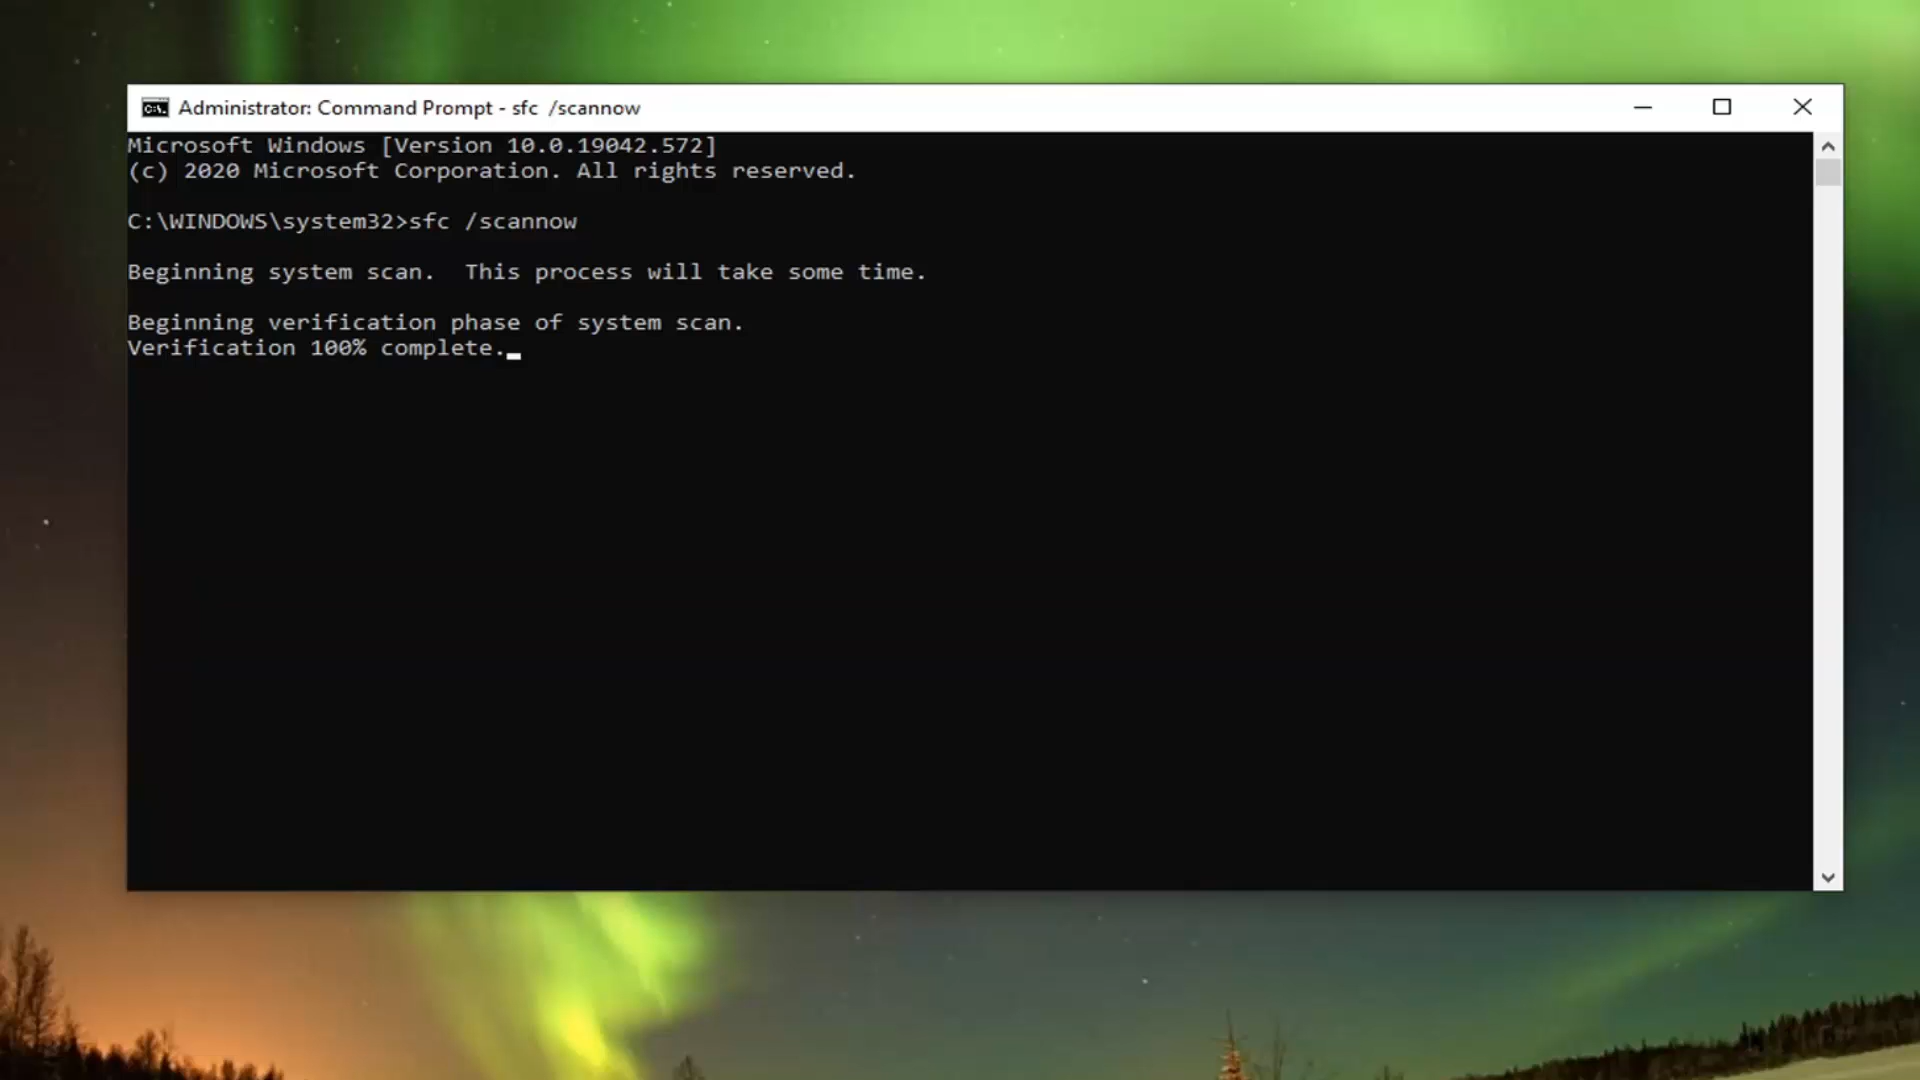 Administrator: Command Prompt - sfc  /scannow
Microsoft Windows [Version 10.0.19042.572]
(c) 2020 Microsoft Corporation. All rights reserved.
C:\WINDOWS\system32>sfc /scannow
Beginning system scan.  This process will take some time.
Beginning verification phase of system scan.
Verification 100% complete.